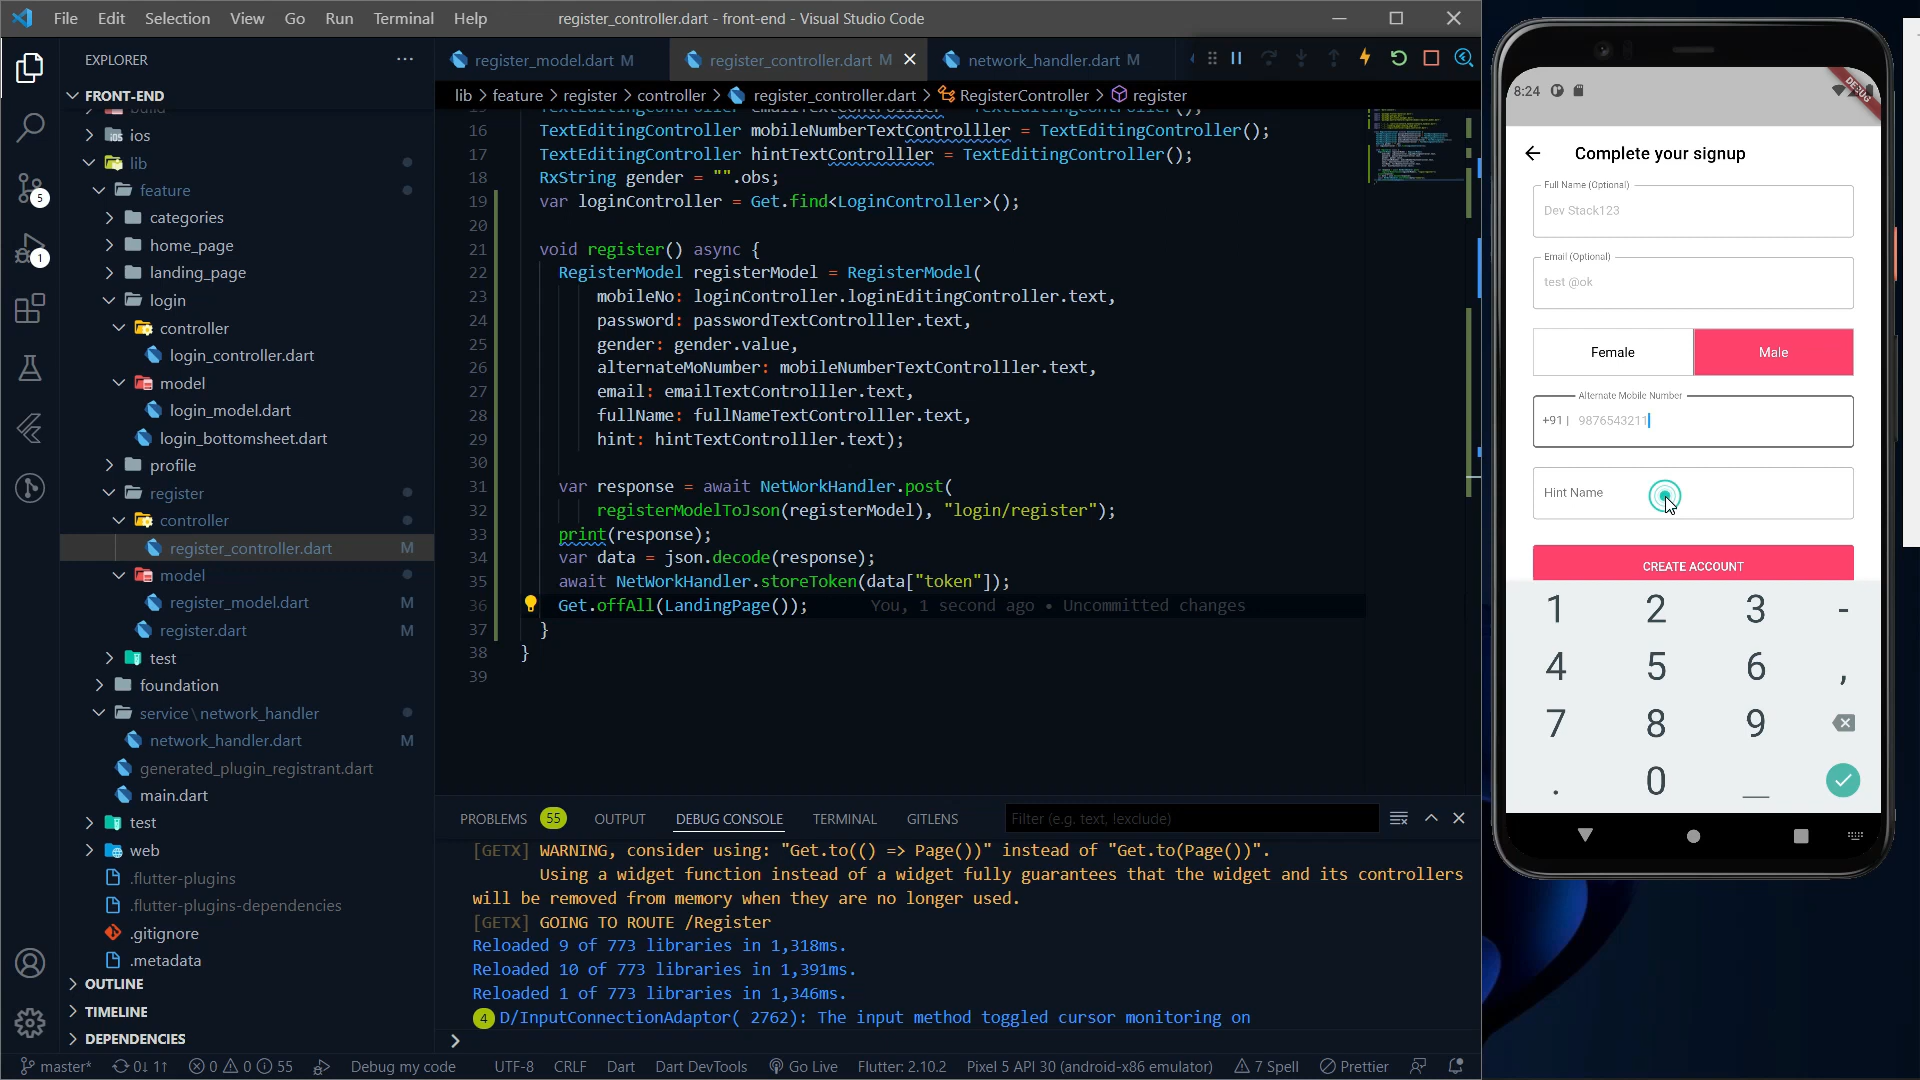 File Edit Selection View Go Run Terminal Help
register_controller.dart - front-end - Visual Studio Code
EXPLORER
FRONT-END
build
ios
lib
feature
categories
home_page
landing_page
login
controller
login_controller.dart
model
login_model.dart
login_bottomsheet.dart
profile
register
controller
register_controller.dart M
model
register_model.dart M
register.dart M
test
foundation
service\network_handler
network_handler.dart M
generated_plugin_registrant.dart
main.dart
test
web
.flutter-plugins
.flutter-plugins-dependencies
.gitignore
.metadata
OUTLINE
TIMELINE
DEPENDENCIES
5
1
register_model.dart M
register_controller.dart M
network_handler.dart M
lib > feature > register > controller > register_controller.dart > RegisterController > register
16 TextEditingController mobileNumberTextControlller = TextEditingController();
17 TextEditingController hintTextControlller = TextEditingController();
18 RxString gender = "".obs;
19 var loginController = Get.find<LoginController>();
20
21 void register() async {
22 RegisterModel registerModel = RegisterModel(
23 mobileNo: loginController.loginEditingController.text,
24 password: passwordTextControlller.text,
25 gender: gender.value,
26 alternateMoNumber: mobileNumberTextControlller.text,
27 email: emailTextControlller.text,
28 fullName: fullNameTextControlller.text,
29 hint: hintTextControlller.text);
30
31 var response = await NetWorkHandler.post(
32 registerModelToJson(registerModel), "login/register");
33 print(response);
34 var data = json.decode(response);
35 await NetWorkHandler.storeToken(data["token"]);
36 Get.offAll(LandingPage()); You, 1 second ago • Uncommitted changes
37 }
38 }
39
PROBLEMS 55 OUTPUT DEBUG CONSOLE TERMINAL GITLENS
Filter (e.g. text, !exclude)
[GETX] WARNING, consider using: "Get.to(() => Page())" instead of "Get.to(Page())".
Using a widget function instead of a widget fully guarantees that the widget and its controllers
will be removed from memory when they are no longer used.
[GETX] GOING TO ROUTE /Register
Reloaded 9 of 773 libraries in 1,318ms.
Reloaded 10 of 773 libraries in 1,391ms.
Reloaded 1 of 773 libraries in 1,346ms.
4 D/InputConnectionAdaptor( 2762): The input method toggled cursor monitoring on
master* 0↓ 1↑ 0 0 55 Debug my code UTF-8 CRLF Dart Dart DevTools Go Live Flutter: 2.10.2 Pixel 5 API 30 (android-x86 emulator) 7 Spell Prettier
8:24
DEBUG
Complete your signup
Full Name (Optional)
Dev Stack123
Email (Optional)
test @ok
Female
Male
Alternate Mobile Number
+91 | 9876543211
Hint Name
CREATE ACCOUNT
1 2 3 -
4 5 6 ,
7 8 9
. 0 _